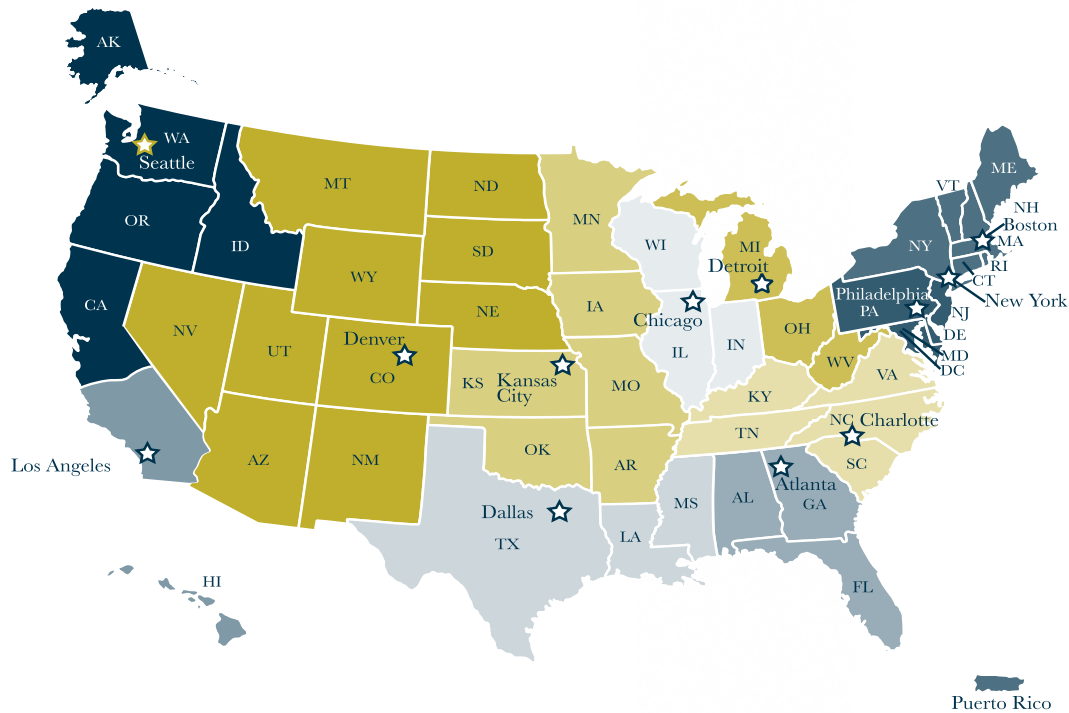 AK
WA
Seattle
OR
ID
MT
ND
MN
SD
WY
NE
IA
WI
MI
Detroit
Chicago
IL
IN
OH
ME
VT
NH
Boston
MA
NY
RI
CT
New York
Philadelphia
PA
NJ
DE
MD
DC
WV
VA
CA
NV
UT
Denver
CO
KS
Kansas
City
MO
KY
TN
NC
Charlotte
SC
Los Angeles
AZ
NM
OK
AR
Dallas
TX
LA
MS
AL
Atlanta
GA
FL
HI
Puerto Rico